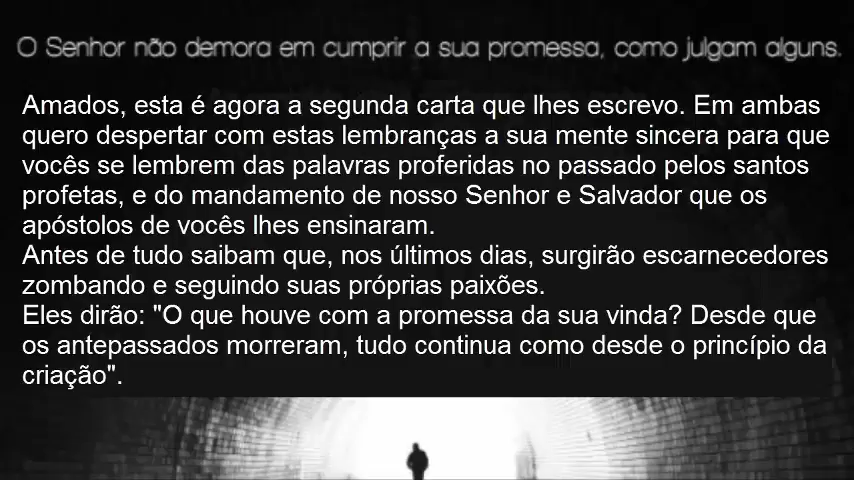 O Senhor não demora em cumprir a sua promessa, como julgam alguns.
Amados, esta é agora a segunda carta que lhes escrevo. Em ambas
quero despertar com estas lembranças a sua mente sincera para que
vocês se lembrem das palavras proferidas no passado pelos santos
profetas, e do mandamento de nosso Senhor e Salvador que os
apóstolos de vocês lhes ensinaram.
Antes de tudo saibam que, nos últimos dias, surgirão escarnecedores
zombando e seguindo suas próprias paixões.
Eles dirão: "O que houve com a promessa da sua vinda? Desde que
os antepassados morreram, tudo continua como desde o princípio da
criação".